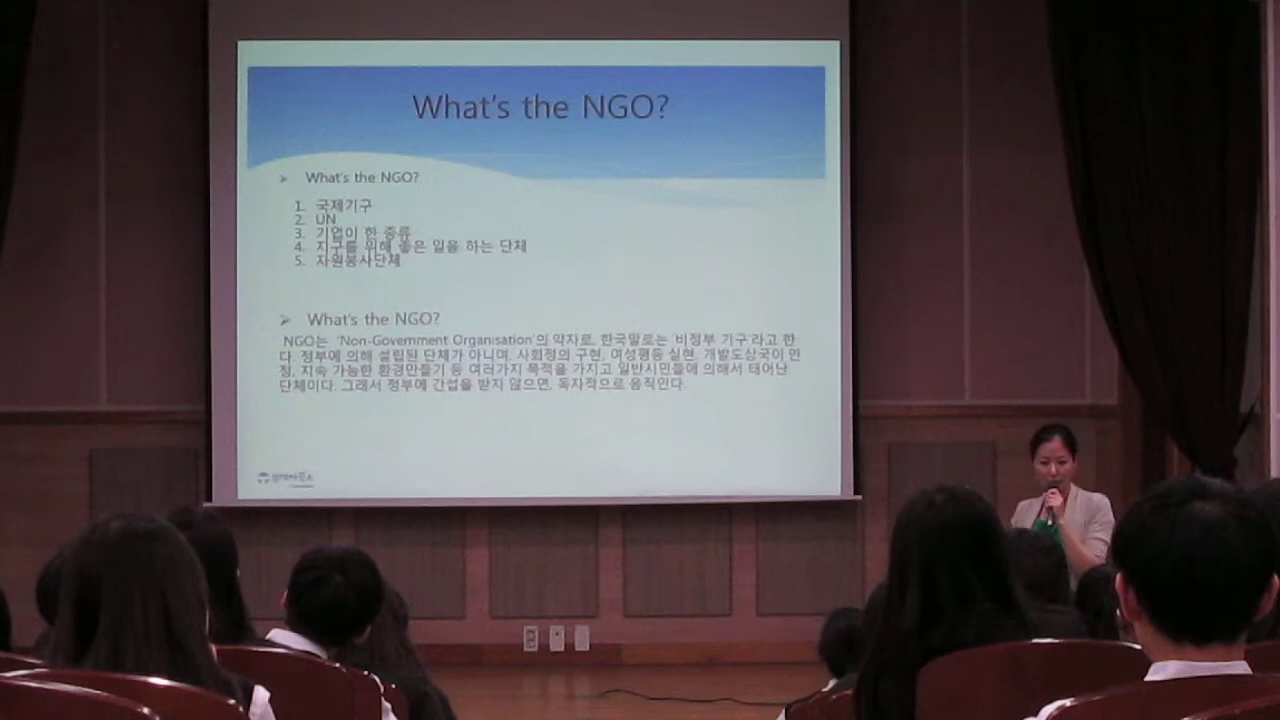 What's the NGO?
➢ What's the NGO?
1. 국제기구
2. UN
3. 기업이 한 종류
4. 지구를 위해 좋은 일을 하는 단체
5. 자원봉사단체
➢ What's the NGO?
NGO는 'Non-Government Organisation'의 약자로, 한국말로는 '비정부 기구'라고 한
다. 정부에 의해 설립된 단체가 아니며, 사회정의 구현, 여성평등 실현, 개발도상국이 안
정, 지속 가능한 환경만들기 등 여러가지 목적을 가지고 일반시민들에 의해서 태어난
단체이다. 그래서 정부에 간섭을 받지 않으면, 독자적으로 움직인다.